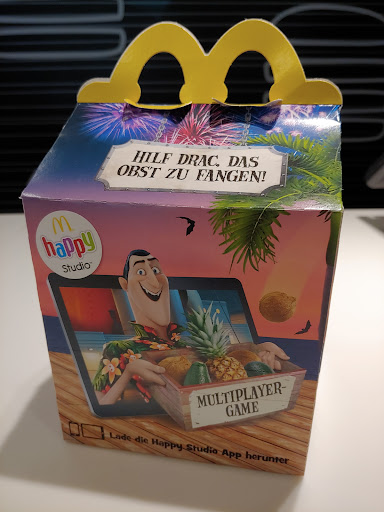 HILF DRAC, DAS
OBST ZU FANGEN!
happy
Studio
MULTIPLAYER-
GAME
Lade die Happy Studio App herunter